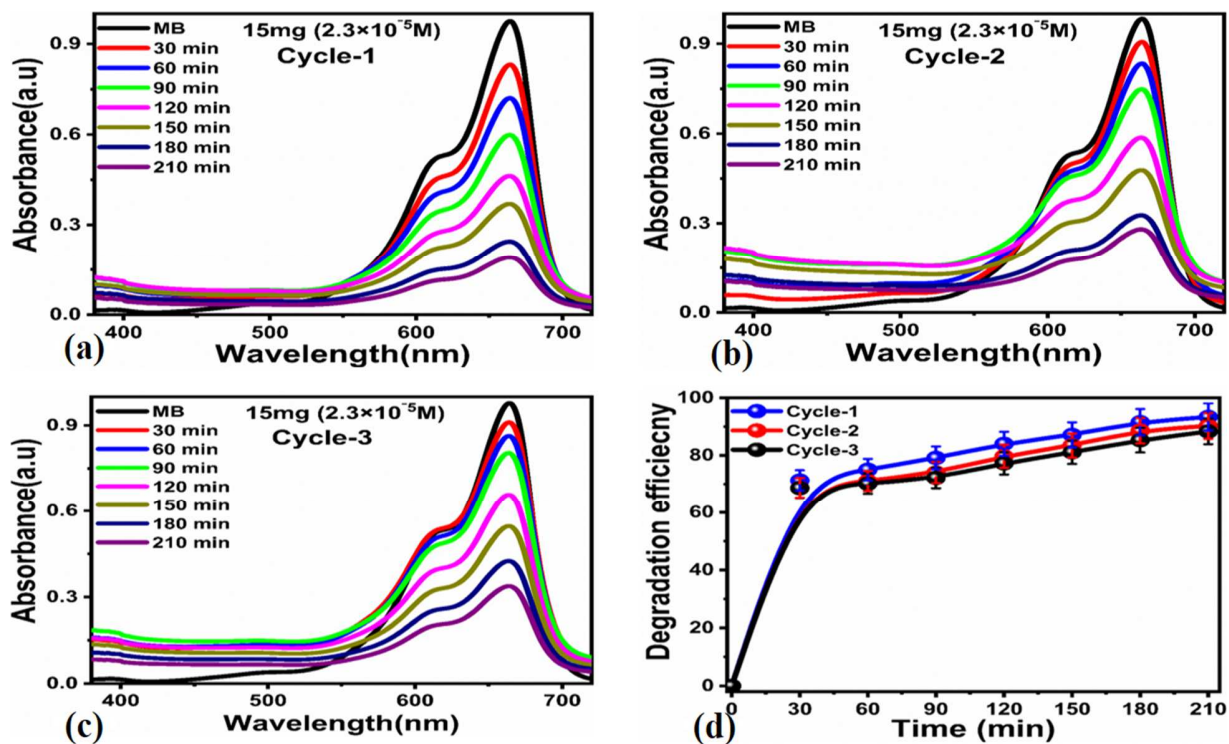 MB
30 min
60 min
90 min
120 min
150 min
180 min
210 min
15mg (2.3×10⁻⁵M)
Cycle-1
Absorbance(a.u)
0.9
0.6
0.3
0.0
400
500
600
700
Wavelength(nm)
(a)
MB
30 min
60 min
90 min
120 min
150 min
180 min
210 min
15mg (2.3×10⁻⁵M)
Cycle-2
Absorbance(a.u)
0.9
0.6
0.3
0.0
400
500
600
700
Wavelength(nm)
(b)
MB
30 min
60 min
90 min
120 min
150 min
180 min
210 min
15mg (2.3×10⁻⁵M)
Cycle-3
Absorbance(a.u)
0.9
0.6
0.3
0.0
400
500
600
700
Wavelength(nm)
(c)
Cycle-1
Cycle-2
Cycle-3
Degradation efficiecny
100
80
60
40
20
0
0
30
60
90
120
150
180
210
Time (min)
(d)